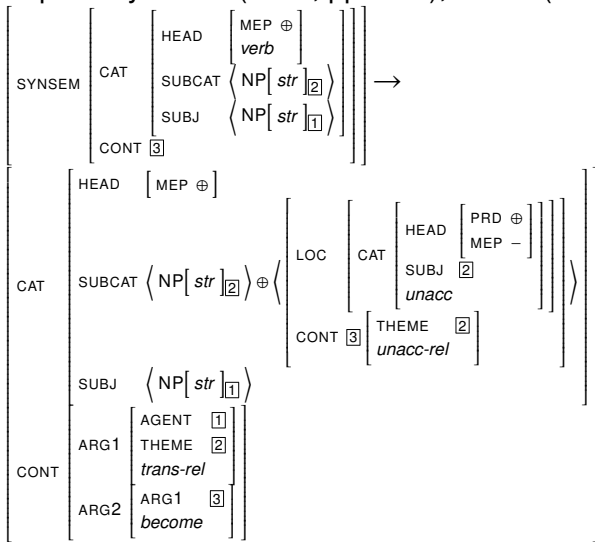 HEAD [MEP ⊕
verb]
SYNSEM CAT SUBCAT ⟨NP[ str ]2⟩ →
SUBJ ⟨NP[ str ]1⟩
CONT 3
HEAD [MEP ⊕]
HEAD [PRD ⊕
MEP −]
LOC CAT
SUBJ 2
unacc
CAT SUBCAT ⟨NP[ str ]2⟩ ⊕
CONT 3 [THEME 2
unacc-rel]
SUBJ ⟨NP[ str ]1⟩
AGENT 1
ARG1 THEME 2
trans-rel
CONT
ARG2 ARG1 3
become